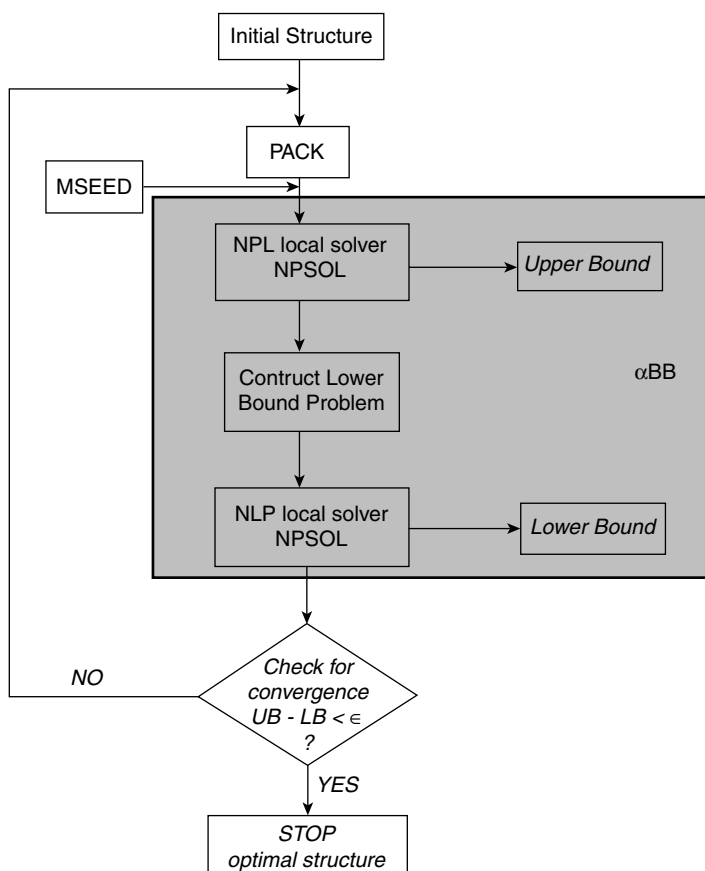 Initial Structure
PACK
MSEED
NPL local solver
NPSOL
Upper Bound
Contruct Lower
Bound Problem
αBB
NLP local solver
NPSOL
Lower Bound
NO
Check for
convergence
UB - LB < ∈
?
YES
STOP
optimal structure